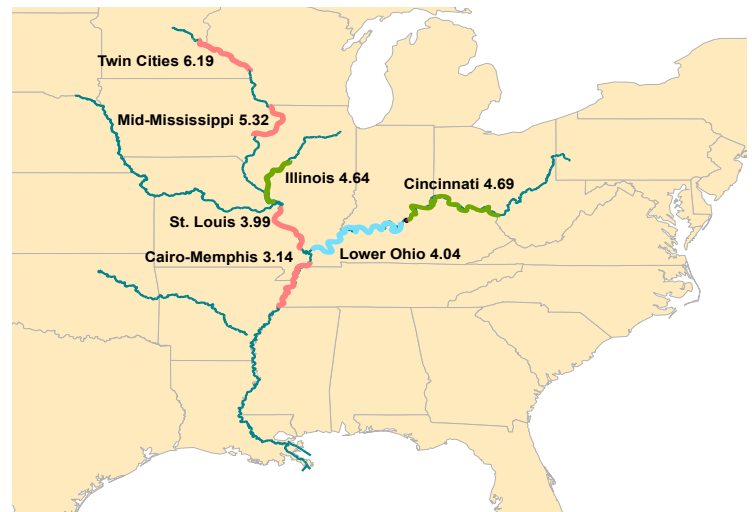 Twin Cities 6.19
Mid-Mississippi 5.32
Illinois 4.64
Cincinnati 4.69
St. Louis 3.99
Lower Ohio 4.04
Cairo-Memphis 3.14